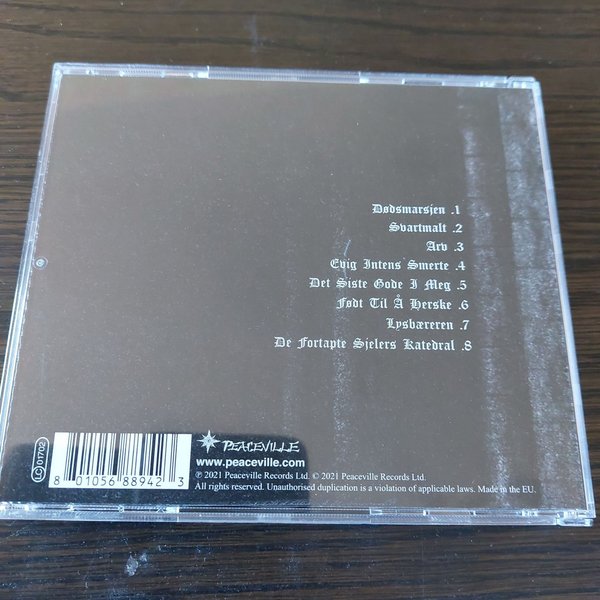 Dødsmarsjen .1
Svartmalt .2
Arv .3
Evig Intens Smerte .4
Det Siste Gode I Meg .5
Født Til Å Herske .6
Lysbæreren .7
De Fortapte Sjelers Katedral .8
LC 01702
PEACEVILLE
www.peaceville.com
℗ 2021 Peaceville Records Ltd. © 2021 Peaceville Records Ltd.
All rights reserved. Unauthorised duplication is a violation of applicable laws. Made in the EU.
8 01056 88942 3